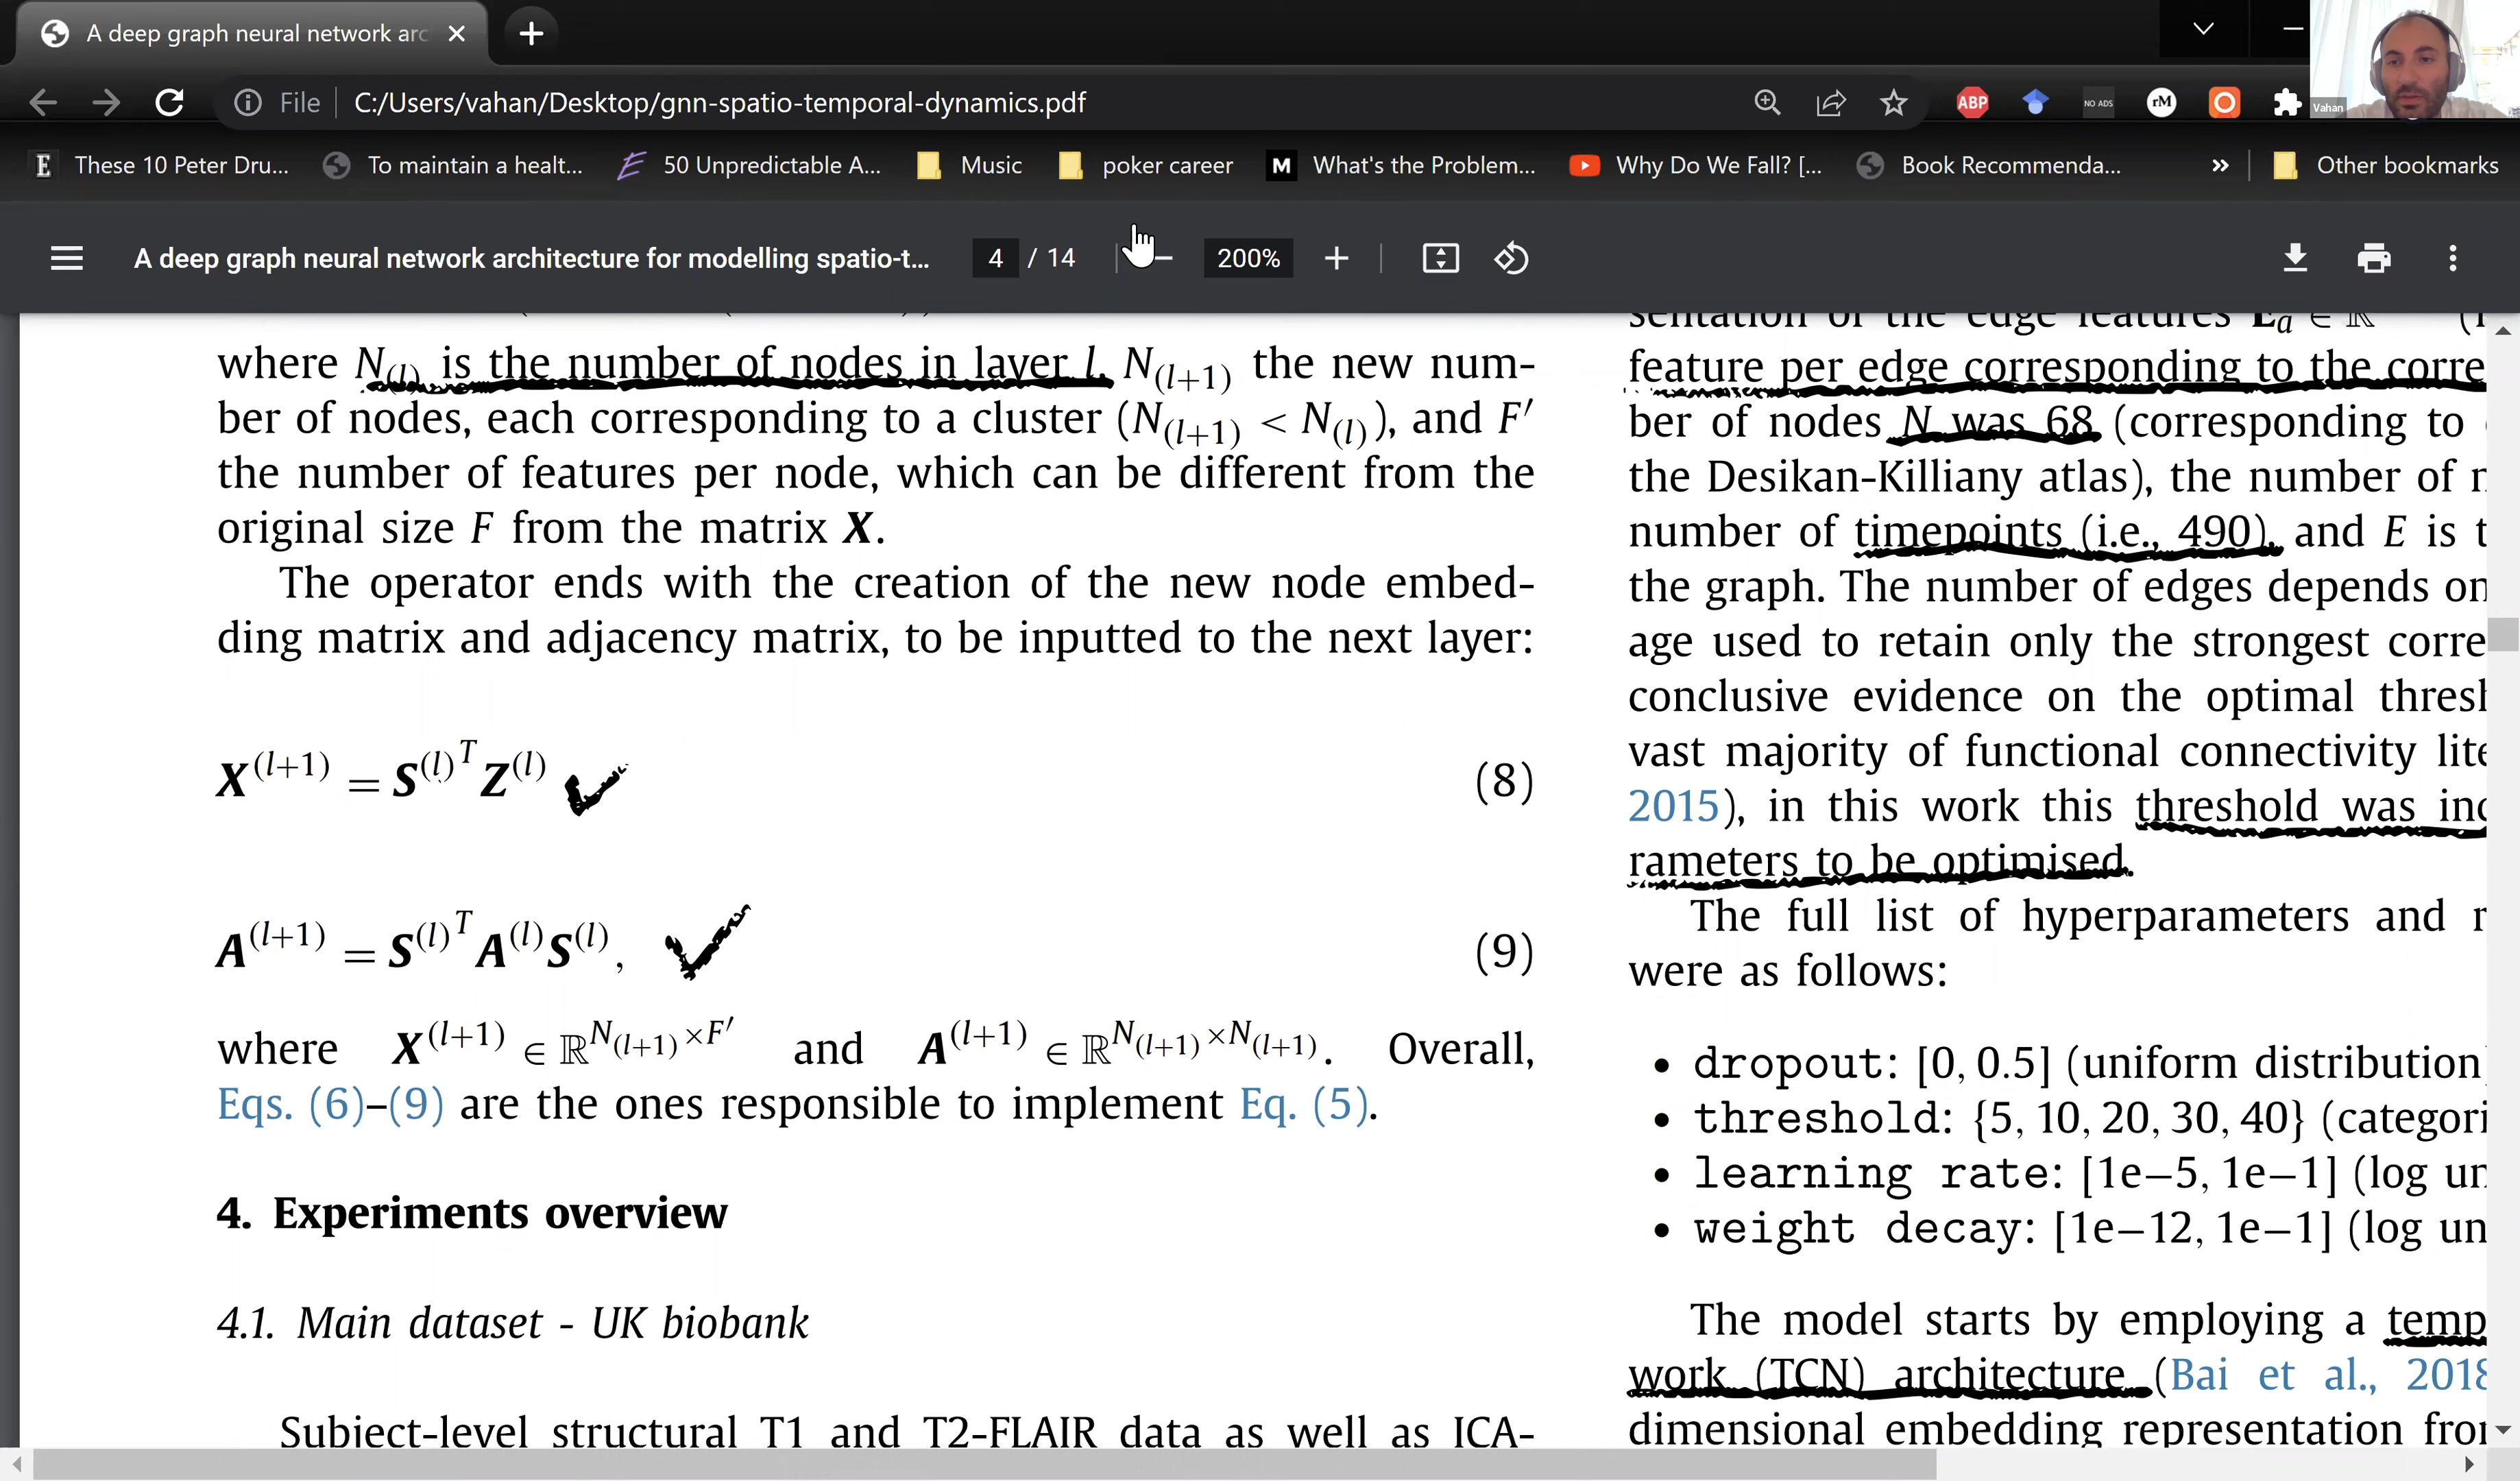 A deep graph neural network arc
File
C:/Users/vahan/Desktop/gnn-spatio-temporal-dynamics.pdf
ABP
NO ADS
rM
Vahan
E These 10 Peter Dru...
To maintain a healt...
50 Unpredictable A...
Music
poker career
M What's the Problem...
Why Do We Fall? [...
Book Recommenda...
»
Other bookmarks
A deep graph neural network architecture for modelling spatio-t...
4 / 14
200%
where N(l) is the number of nodes in layer l, N(l+1) the new num-
ber of nodes, each corresponding to a cluster (N(l+1) < N(l)), and F′
the number of features per node, which can be different from the
original size F from the matrix X.
The operator ends with the creation of the new node embed-
ding matrix and adjacency matrix, to be inputted to the next layer:
X^(l+1) = S^(l)^T Z^(l) (8)
A^(l+1) = S^(l)^T A^(l) S^(l), (9)
where X^(l+1) ∈ ℝ^N(l+1)×F′ and A^(l+1) ∈ ℝ^N(l+1)×N(l+1). Overall,
Eqs. (6)–(9) are the ones responsible to implement Eq. (5).
4. Experiments overview
4.1. Main dataset - UK biobank
Subject-level structural T1 and T2-FLAIR data as well as ICA-
sentation of the edge features E_a ∈ ℝ
feature per edge corresponding to the corre
ber of nodes N was 68 (corresponding to
the Desikan-Killiany atlas), the number of
number of timepoints (i.e., 490), and E is t
the graph. The number of edges depends on
age used to retain only the strongest corre
conclusive evidence on the optimal thresh
vast majority of functional connectivity lite
2015), in this work this threshold was inc
rameters to be optimised.
The full list of hyperparameters and r
were as follows:
• dropout: [0, 0.5] (uniform distribution)
• threshold: {5, 10, 20, 30, 40} (categori
• learning rate: [1e−5, 1e−1] (log un
• weight decay: [1e−12, 1e−1] (log un
The model starts by employing a temp
work (TCN) architecture (Bai et al., 2018
dimensional embedding representation fro